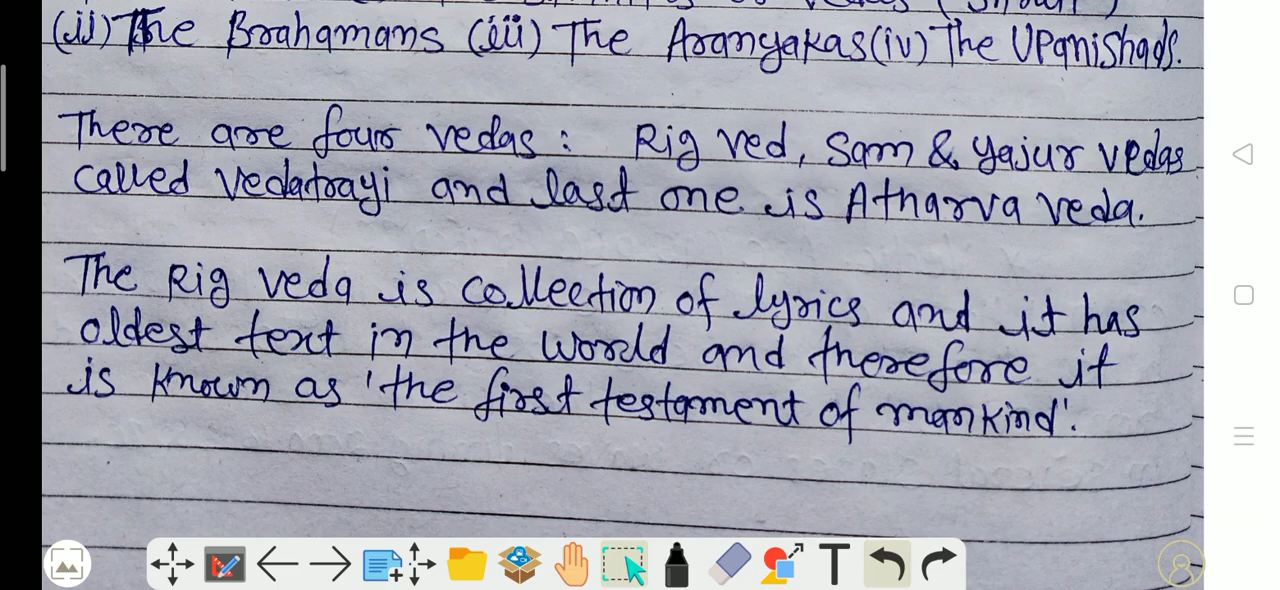 (ii) The Brahamans (iii) The Aranyakas (iv) The Upanishads.
There are four vedas : Rig ved, Sam & Yajur vedas
called Vedatrayi and last one is Atharva veda.
The Rig veda is collection of lyrics and it has
oldest text in the world and therefore it
is known as 'the first testament of mankind'.
T